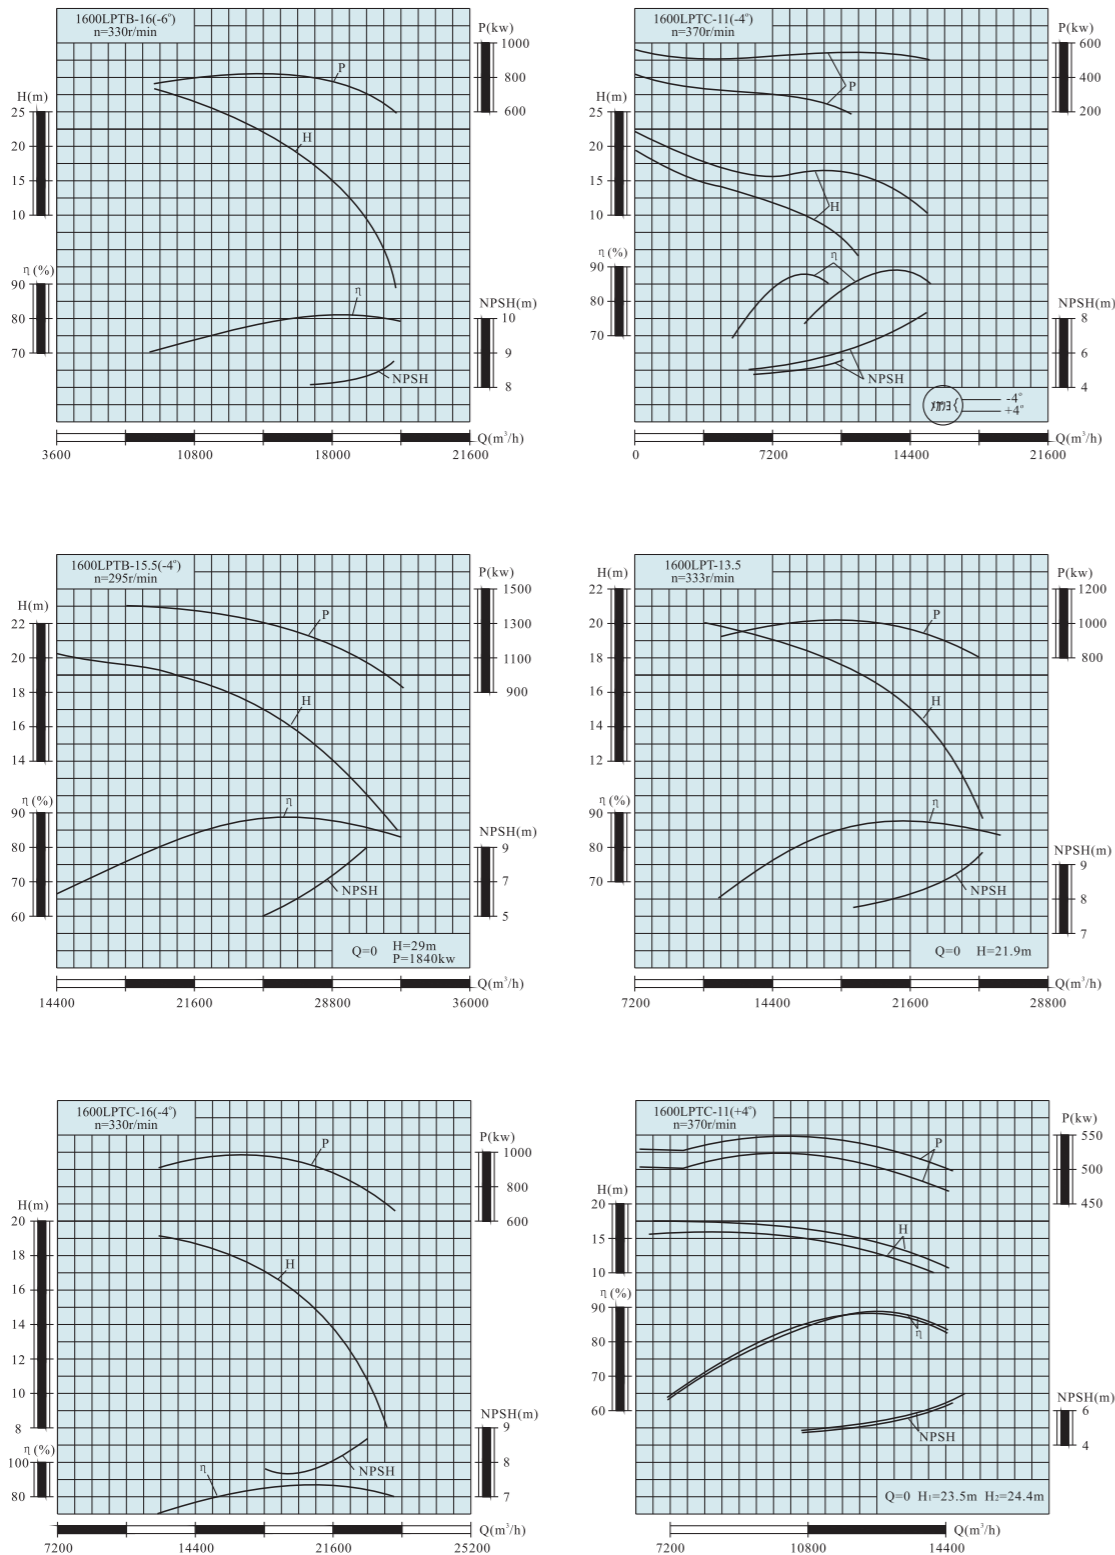 1600LPTB-16(-6°)
n=330r/min
P(kw)
1000
800
600
H(m)
25
20
15
10
P
H
η(%)
90
80
70
η
NPSH(m)
10
9
8
NPSH
Q(m³/h)
3600 10800 18000 21600
1600LPTC-11(-4°)
n=370r/min
P(kw)
600
400
200
H(m)
25
20
15
10
P
H
η(%)
90
80
70
η
NPSH(m)
8
6
4
NPSH
-4°
+4°
Q(m³/h)
0 7200 14400 21600
1600LPTB-15.5(-4°)
n=295r/min
P(kw)
1500
1300
1100
900
H(m)
22
20
18
16
14
P
H
η(%)
90
80
70
60
η
NPSH(m)
9
7
5
NPSH
Q=0 H=29m
P=1840kw
Q(m³/h)
14400 21600 28800 36000
1600LPT-13.5
n=333r/min
P(kw)
1200
1000
800
H(m)
22
20
18
16
14
12
P
H
η(%)
90
80
70
η
NPSH(m)
9
8
7
NPSH
Q=0 H=21.9m
Q(m³/h)
7200 14400 21600 28800
1600LPTC-16(-4°)
n=330r/min
P(kw)
1000
800
600
H(m)
20
18
16
14
12
10
8
P
H
η(%)
100
80
η
NPSH(m)
9
8
7
NPSH
Q(m³/h)
7200 14400 21600 25200
1600LPTC-11(+4°)
n=370r/min
P(kw)
550
500
450
H(m)
20
15
10
P
H
η(%)
90
80
70
60
η
NPSH(m)
6
4
NPSH
Q=0 H₁=23.5m H₂=24.4m
Q(m³/h)
7200 10800 14400